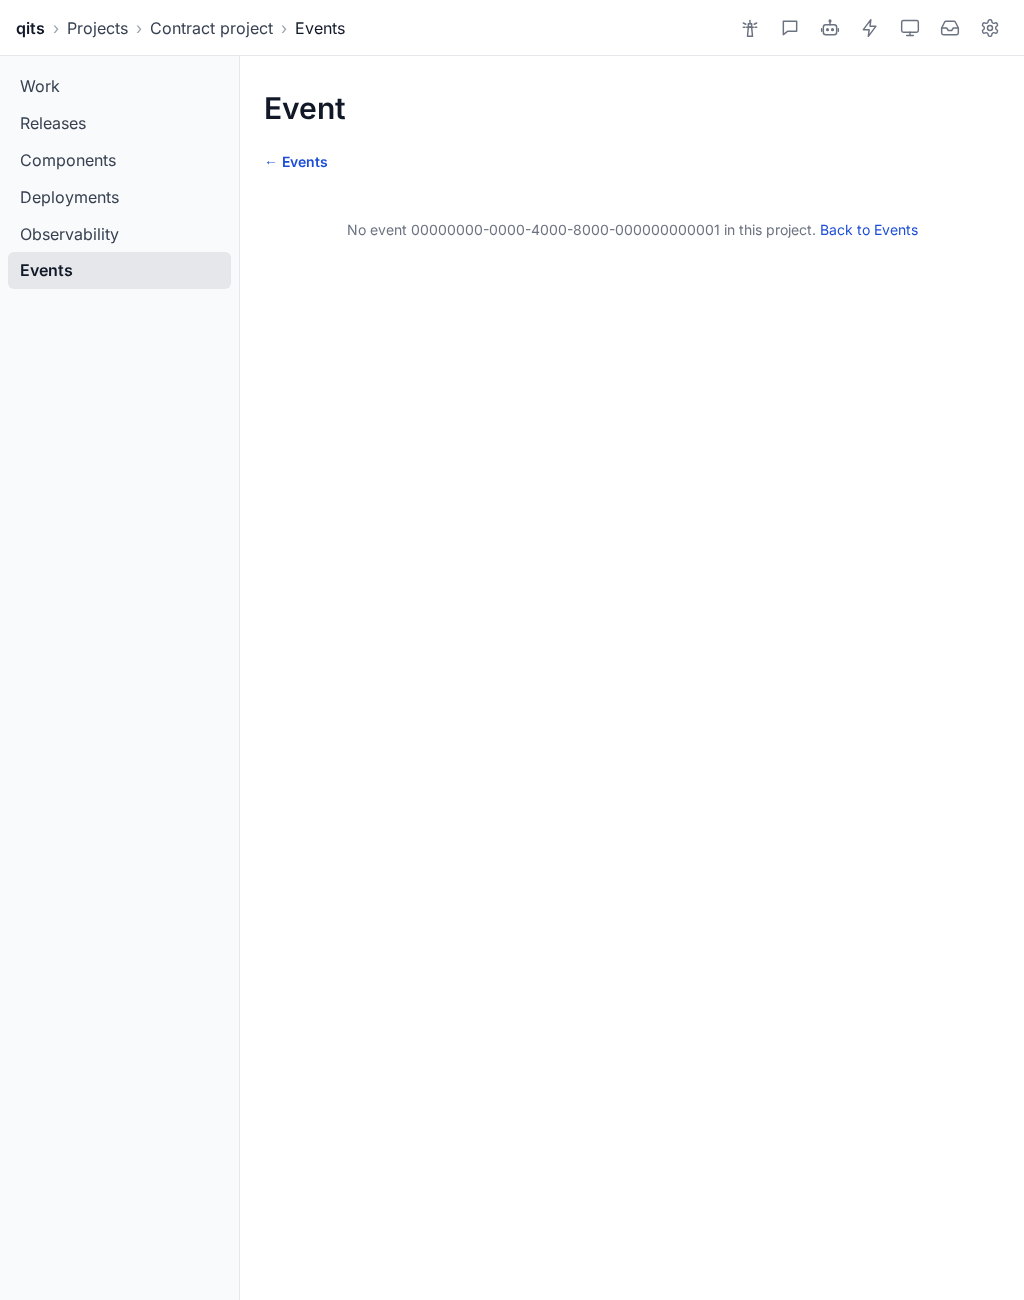 qits › Projects › Contract project › Events
Work
Releases
Components
Deployments
Observability
Events
Event
← Events
No event 00000000-0000-4000-8000-000000000001 in this project. Back to Events